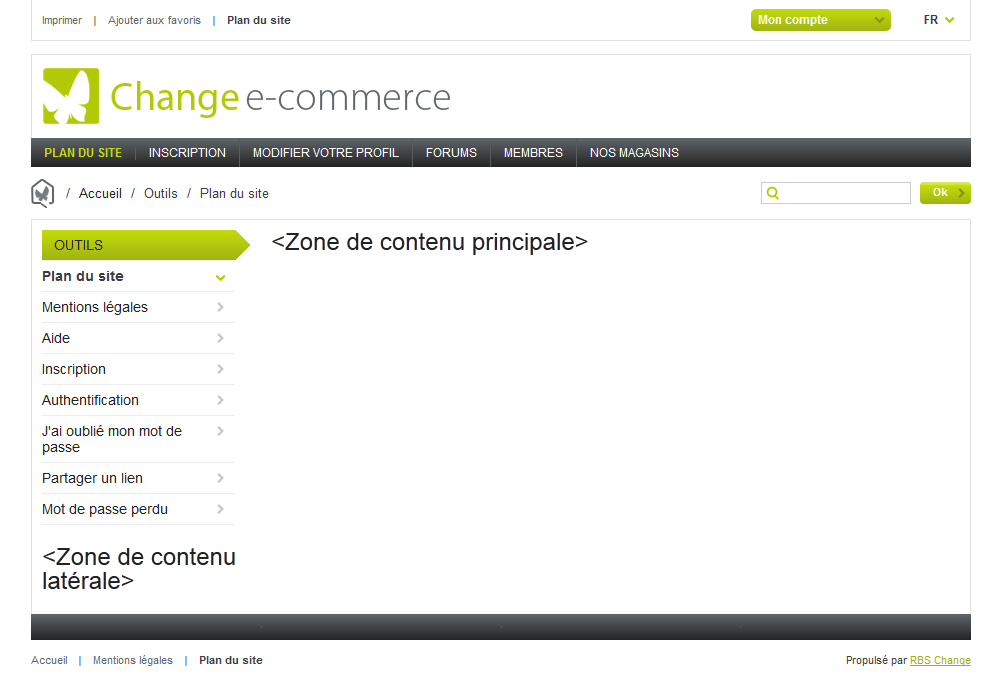 Imprimer | Ajouter aux favoris | Plan du site
Mon compte
FR
Change e-commerce
PLAN DU SITE INSCRIPTION MODIFIER VOTRE PROFIL FORUMS MEMBRES NOS MAGASINS
/ Accueil / Outils / Plan du site
Ok
OUTILS
Plan du site
Mentions légales
Aide
Inscription
Authentification
J'ai oublié mon mot de
passe
Partager un lien
Mot de passe perdu
<Zone de contenu
latérale>
<Zone de contenu principale>
Accueil | Mentions légales | Plan du site
Propulsé par RBS Change